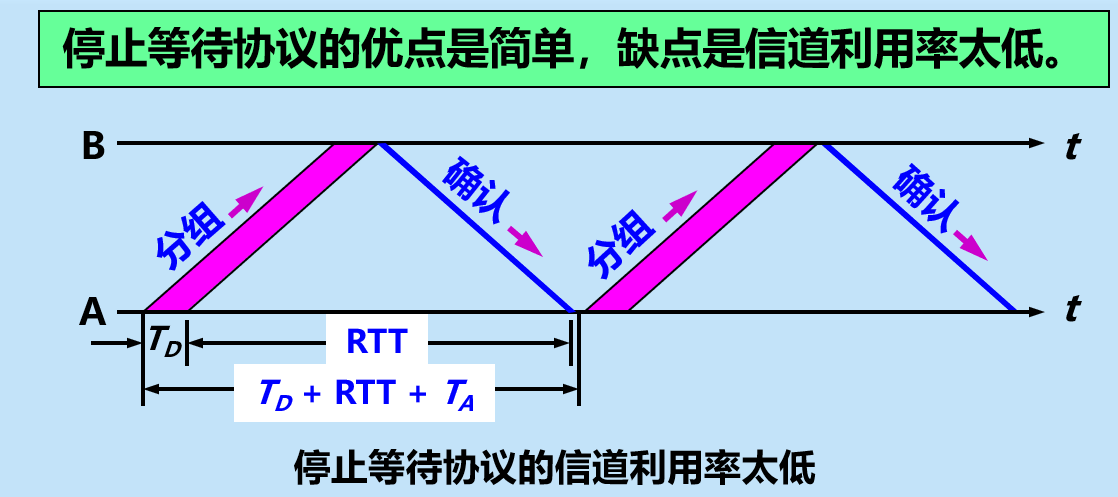 停止等待协议的优点是简单，缺点是信道利用率太低。
B
t
分组
确认
分组
确认
A
t
T_D
RTT
T_D + RTT + T_A
停止等待协议的信道利用率太低